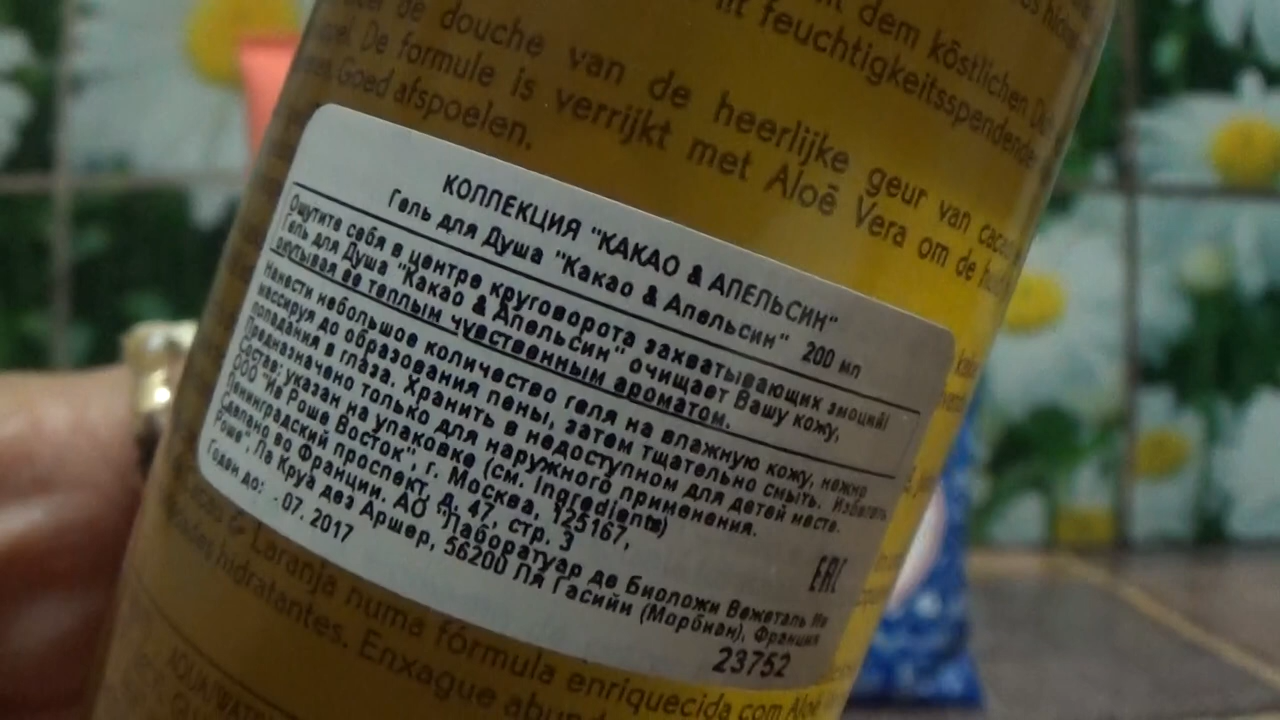 dem köstlichen
feuchtigkeitsspendende
de douche van de heerlijke geur van
De formule is verrijkt met Aloë Vera om de
Goed afspoelen.
КОЛЛЕКЦИЯ "КАКАО & АПЕЛЬСИН"
Гель для Душа "Какао & Апельсин" 200 мл
Ощутите себя в центре круговорота захватывающих эмоций!
Гель для Душа "Какао & Апельсин" очищает Вашу кожу,
окутывая ее теплым чувственным ароматом.
Нанести небольшое количество геля на влажную кожу, нежно
массируя до образования пены, затем тщательно смыть. Избегать
попадания в глаза. Хранить в недоступном для детей месте.
Предназначено только для наружного применения.
Состав: указан на упаковке (см. Ingredients)
ООО "Ив Роше Восток", г. Москва, 125167,
Ленинградский проспект, д. 47, стр. 3
Сделано во Франции. АО "Лаборатуар де Биоложи Вежеталь Ив
Роше", Ла Круа дез Аршер, 56200 Ля Гасийи (Морбиан), Франция
Годен до: . 07. 2017
EAC
23752
Laranja numa fórmula enriquecida com Aloé
hidratantes. Enxague
AQUA/WATER